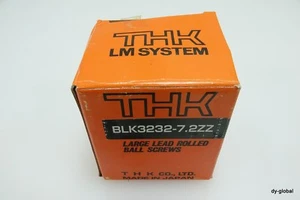 THK
LM SYSTEM
THK
BLK3232-7.2ZZ
LARGE LEAD ROLLED
BALL SCREWS
T H K CO., LTD.
MADE IN JAPAN
dy-global